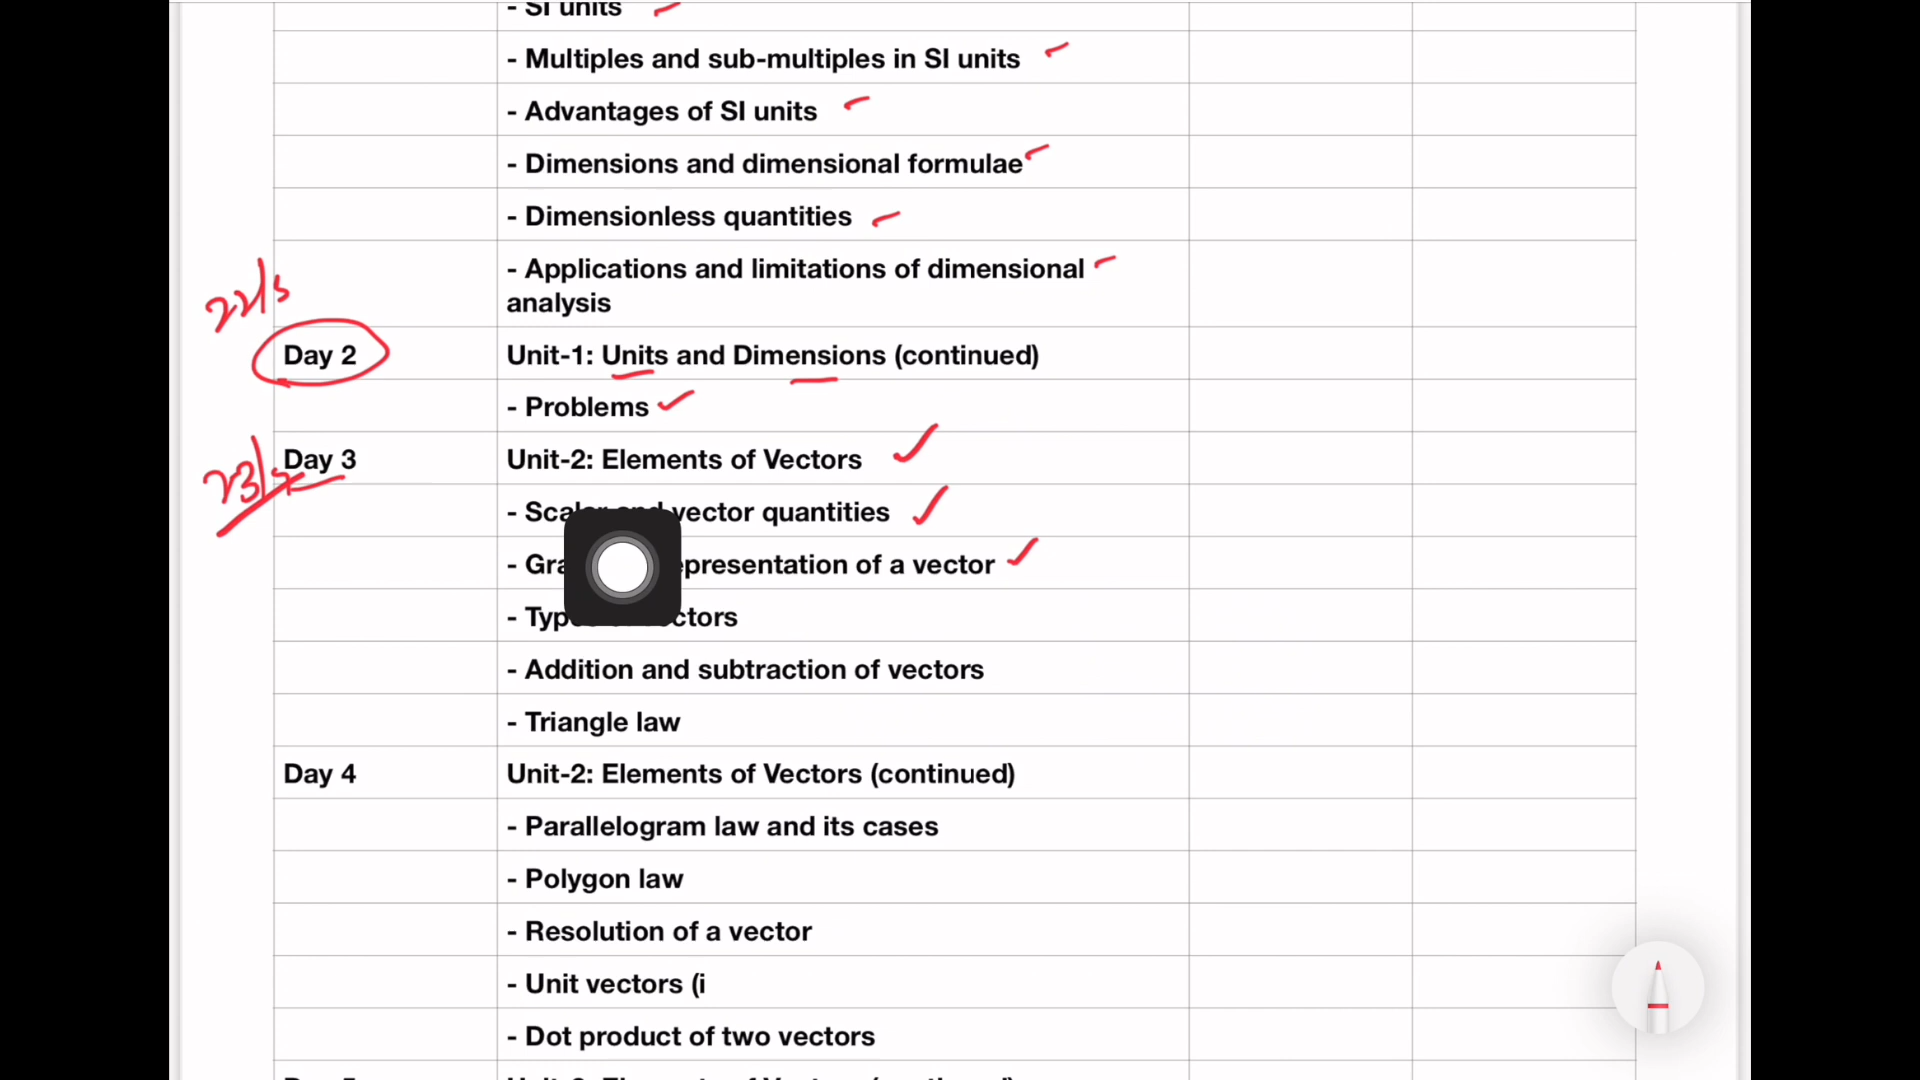 - SI units
- Multiples and sub-multiples in SI units
- Advantages of SI units
- Dimensions and dimensional formulae
- Dimensionless quantities
- Applications and limitations of dimensional
analysis
22/5
Day 2 Unit-1: Units and Dimensions (continued)
- Problems
23/5 Day 3 Unit-2: Elements of Vectors
- vector quantities
- of a vector
-
- Addition and subtraction of vectors
- Triangle law
Day 4 Unit-2: Elements of Vectors (continued)
- Parallelogram law and its cases
- Polygon law
- Resolution of a vector
- Unit vectors (i
- Dot product of two vectors